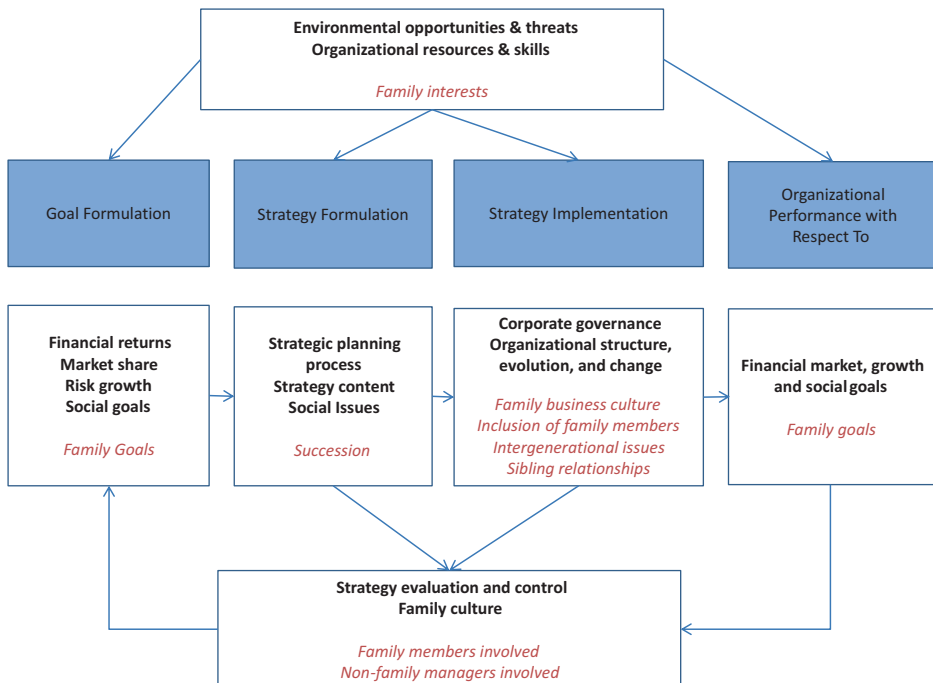 Environmental opportunities & threats
Organizational resources & skills
Family interests
Goal Formulation
Strategy Formulation
Strategy Implementation
Organizational
Performance with
Respect To
Financial returns
Market share
Risk growth
Social goals
Family Goals
Strategic planning
process
Strategy content
Social Issues
Succession
Corporate governance
Organizational structure,
evolution, and change
Family business culture
Inclusion of family members
Intergenerational issues
Sibling relationships
Financial market, growth
and social goals
Family goals
Strategy evaluation and control
Family culture
Family members involved
Non-family managers involved